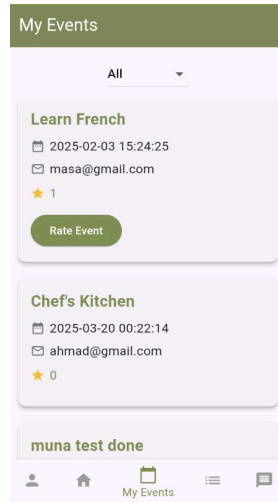 My Events
All
Learn French
2025-02-03 15:24:25
masa@gmail.com
1
Rate Event
Chef's Kitchen
2025-03-20 00:22:14
ahmad@gmail.com
0
muna test done
My Events